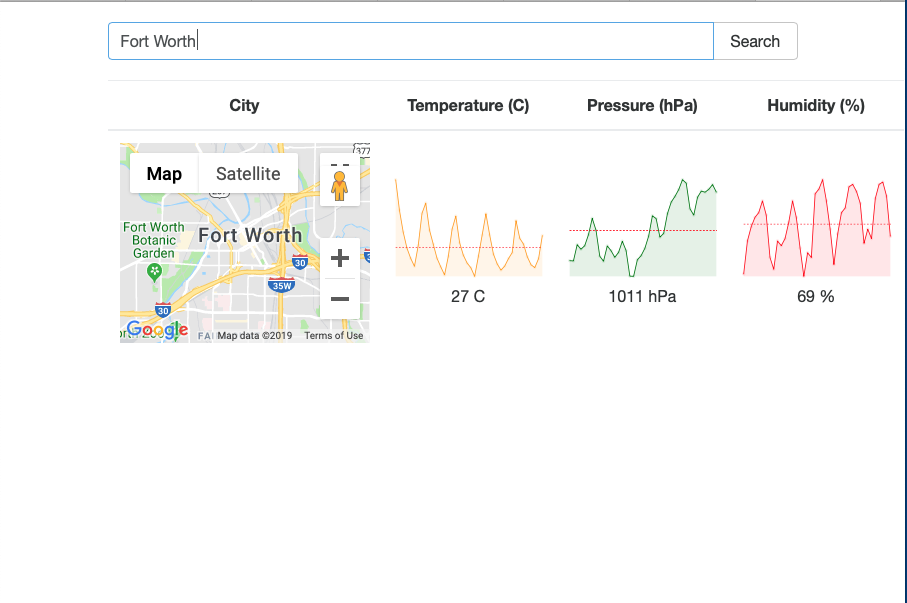 Fort Worth
Search
City
Temperature (C)
Pressure (hPa)
Humidity (%)
377
Map
Satellite
Fort Worth
Botanic
Garden
Fort Worth
30
35W
30
Google
Map data ©2019
Terms of Use
27 C
1011 hPa
69 %